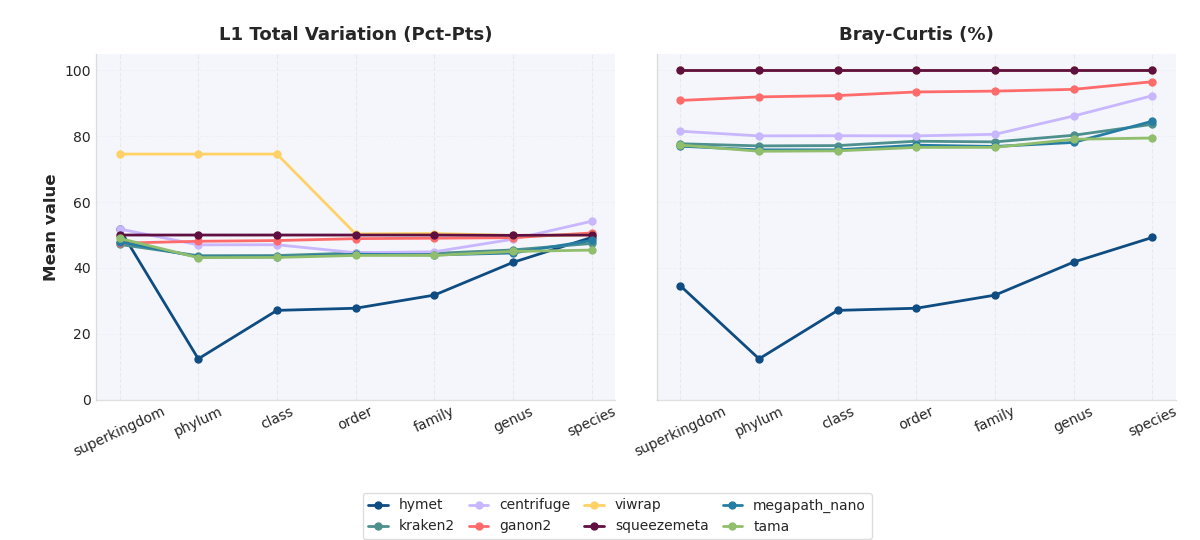 L1 Total Variation (Pct-Pts)
Bray-Curtis (%)
Mean value
100
80
60
40
20
0
superkingdom phylum class order family genus species
superkingdom phylum class order family genus species
hymet centrifuge viwrap megapath_nano
kraken2 ganon2 squeezemeta tama